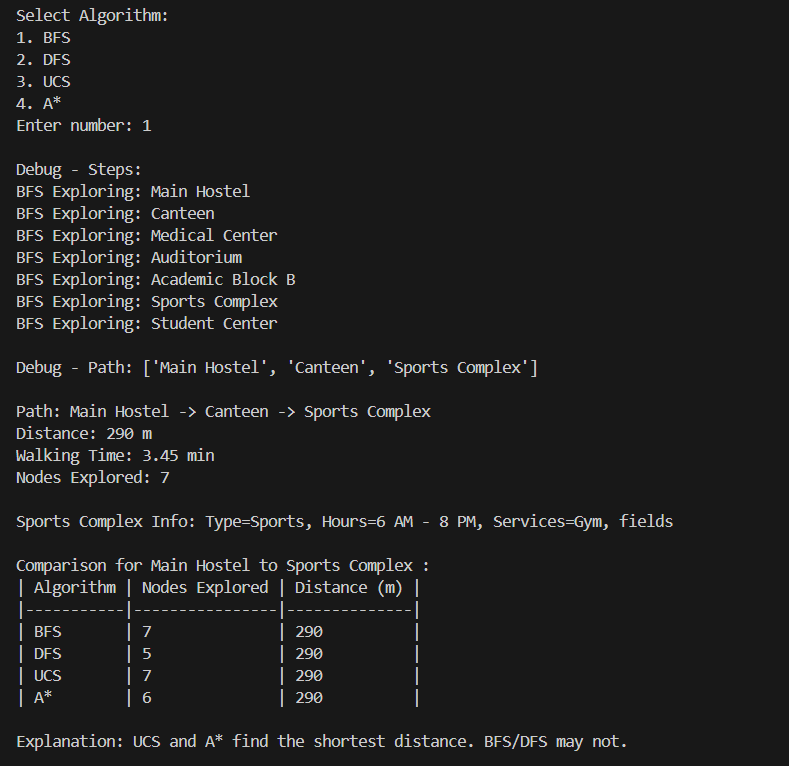 Select Algorithm:
1. BFS
2. DFS
3. UCS
4. A*
Enter number: 1
Debug - Steps:
BFS Exploring: Main Hostel
BFS Exploring: Canteen
BFS Exploring: Medical Center
BFS Exploring: Auditorium
BFS Exploring: Academic Block B
BFS Exploring: Sports Complex
BFS Exploring: Student Center
Debug - Path: ['Main Hostel', 'Canteen', 'Sports Complex']
Path: Main Hostel -> Canteen -> Sports Complex
Distance: 290 m
Walking Time: 3.45 min
Nodes Explored: 7
Sports Complex Info: Type=Sports, Hours=6 AM - 8 PM, Services=Gym, fields
Comparison for Main Hostel to Sports Complex :
| Algorithm | Nodes Explored | Distance (m) |
|-----------|----------------|--------------|
| BFS       | 7              | 290          |
| DFS       | 5              | 290          |
| UCS       | 7              | 290          |
| A*        | 6              | 290          |
Explanation: UCS and A* find the shortest distance. BFS/DFS may not.